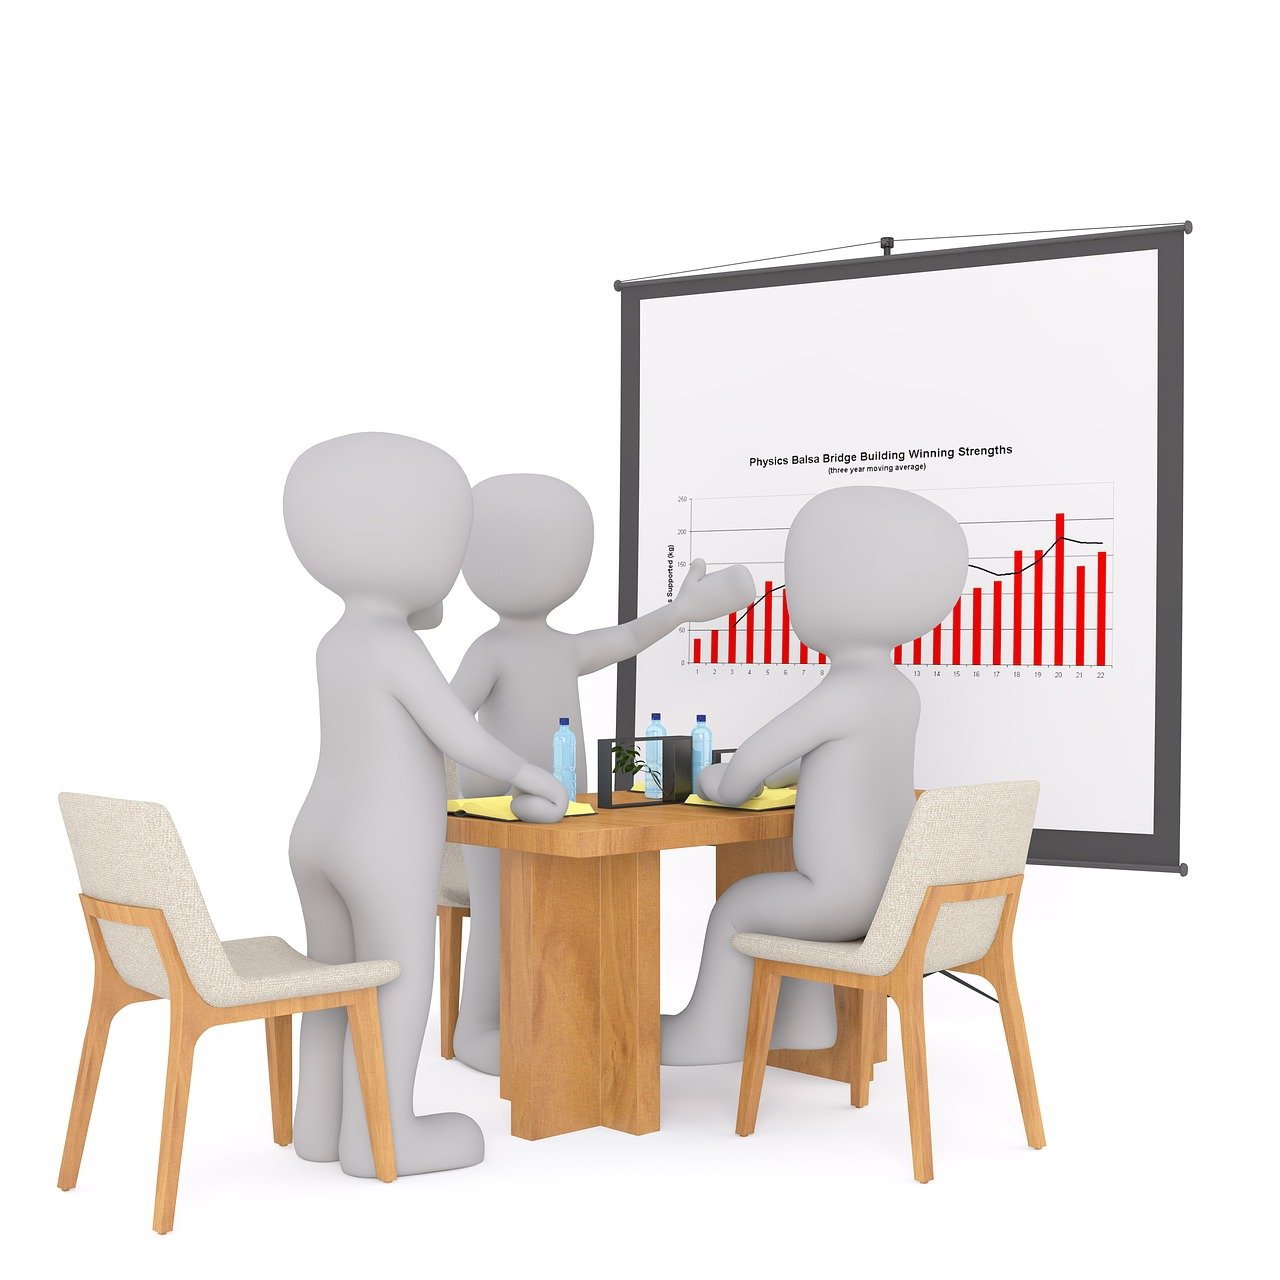 Physics Balsa Bridge Building Winning Strengths
(three year moving average)
250
200
150
50
0
Supported (kg)
1 2 3 4 5 6 7 8 13 14 15 16 17 18 19 20 21 22